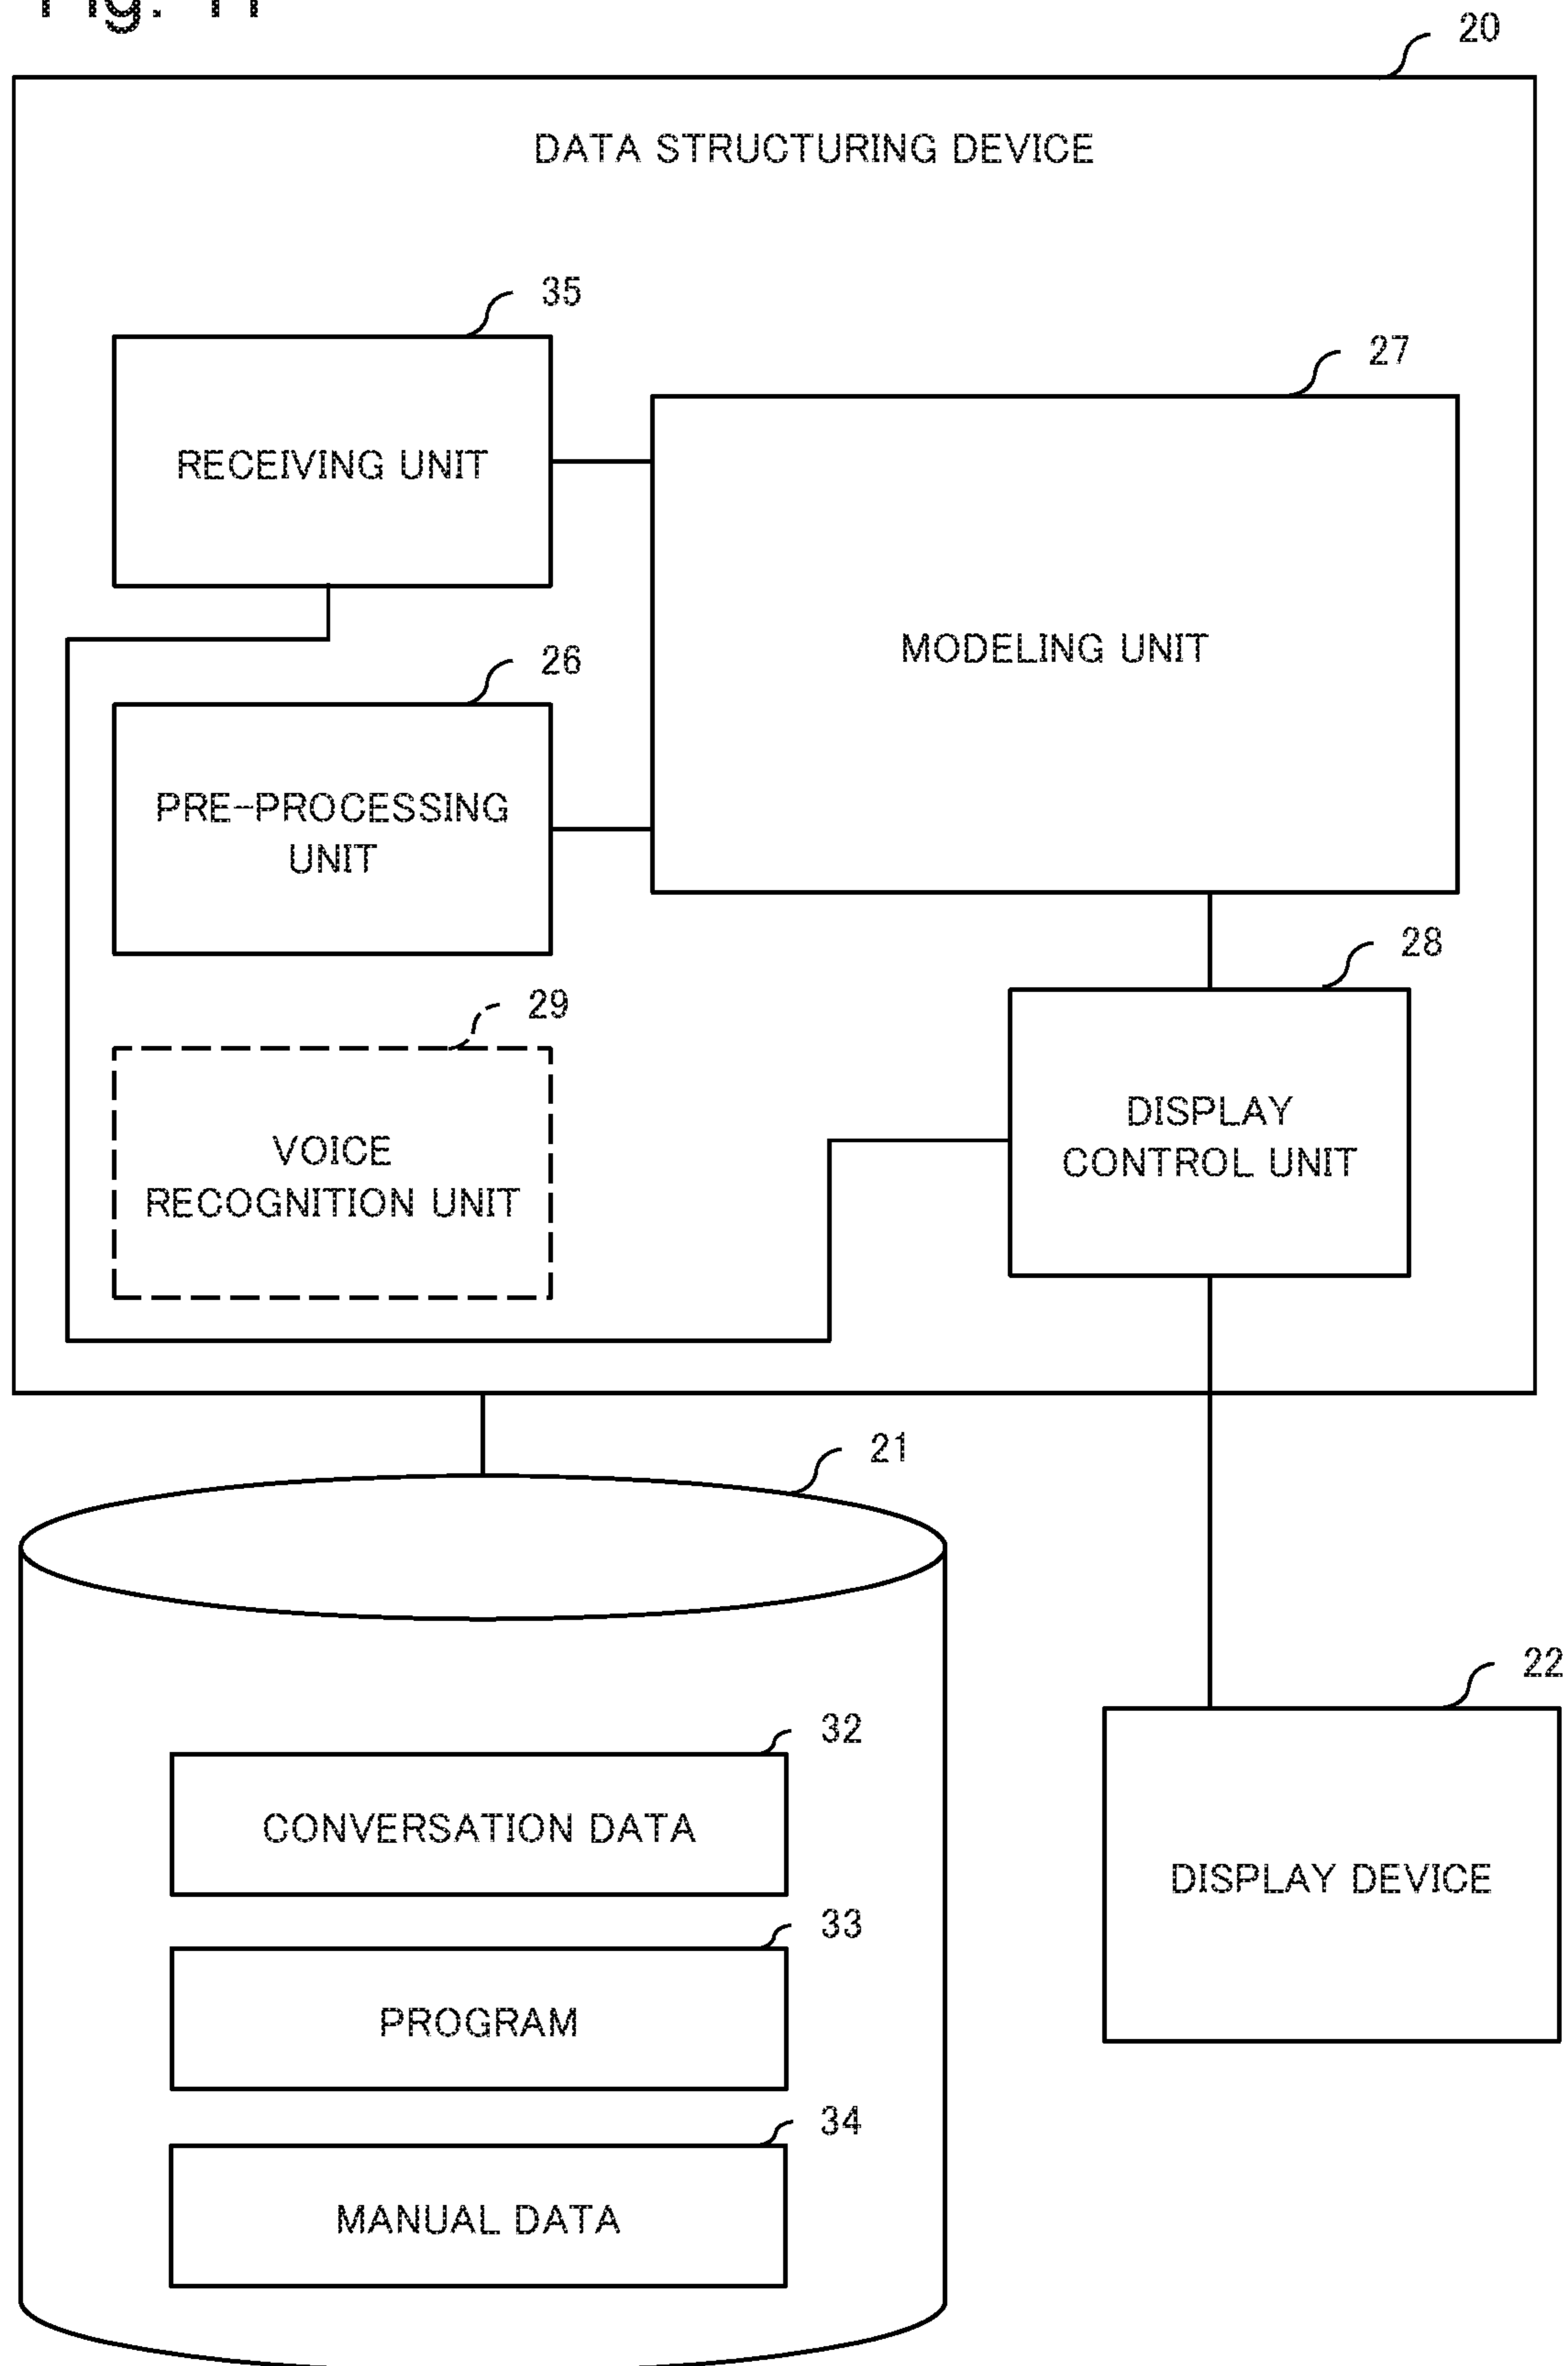 20
DATA STRUCTURING DEVICE
35
27
RECEIVING UNIT
MODELING UNIT
26
PRE-PROCESSING
UNIT
28
29
DISPLAY
CONTROL UNIT
VOICE
RECOGNITION UNIT
21
22
32
CONVERSATION DATA
DISPLAY DEVICE
33
PROGRAM
34
MANUAL DATA